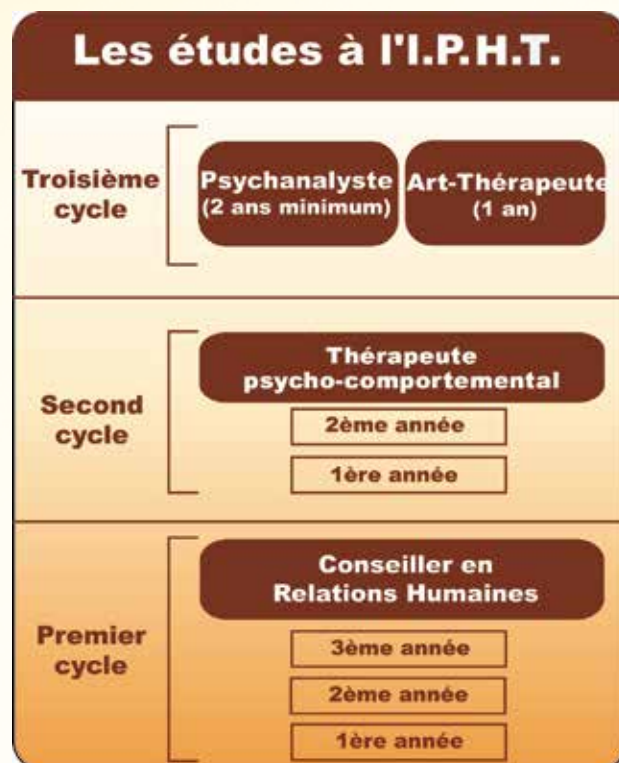 Les études à l'I.P.H.T.
Troisième
cycle
Psychanalyste
(2 ans minimum)
Art-Thérapeute
(1 an)
Second
cycle
Thérapeute
psycho-comportemental
2ème année
1ère année
Premier
cycle
Conseiller en
Relations Humaines
3ème année
2ème année
1ère année